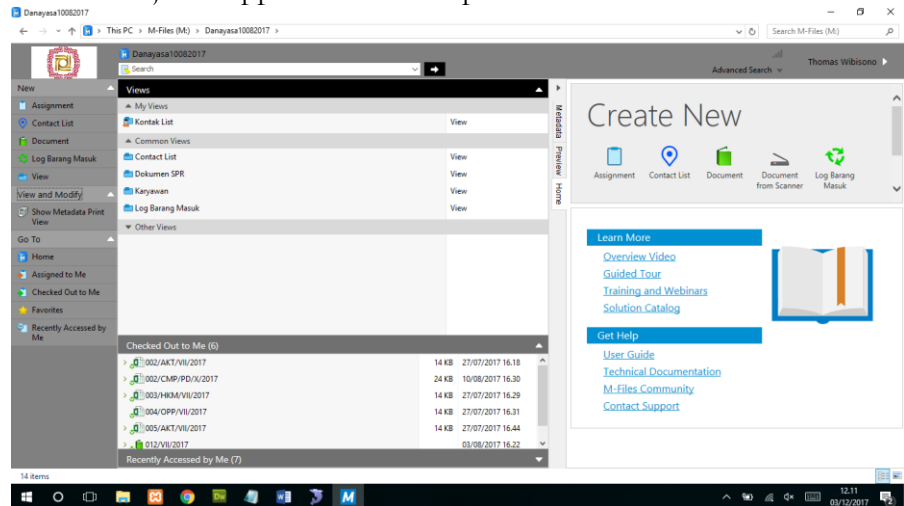 Danayasa10082017
This PC > M-Files (M:) > Danayasa10082017 >
Search M-Files (M:)
Danayasa10082017
Search
Advanced Search
Thomas Wibisono
New
Assignment
Contact List
Document
Log Barang Masuk
View
View and Modify
Show Metadata Print View
Go To
Home
Assigned to Me
Checked Out to Me
Favorites
Recently Accessed by Me
Views
My Views
Kontak List View
Common Views
Contact List View
Dokumen SPR View
Karyawan View
Log Barang Masuk View
Other Views
Checked Out to Me (6)
002/AKT/VII/2017 14 KB 27/07/2017 16.18
002/CMP/PD/X/2017 24 KB 10/08/2017 16.30
003/HKM/VII/2017 14 KB 27/07/2017 16.29
004/OPP/VII/2017 14 KB 27/07/2017 16.31
005/AKT/VII/2017 14 KB 27/07/2017 16.44
012/VII/2017 03/08/2017 16.22
Recently Accessed by Me (7)
Metadata
Preview
Home
Create New
Assignment
Contact List
Document
Document from Scanner
Log Barang Masuk
Learn More
Overview Video
Guided Tour
Training and Webinars
Solution Catalog
Get Help
User Guide
Technical Documentation
M-Files Community
Contact Support
14 items
12.11
03/12/2017